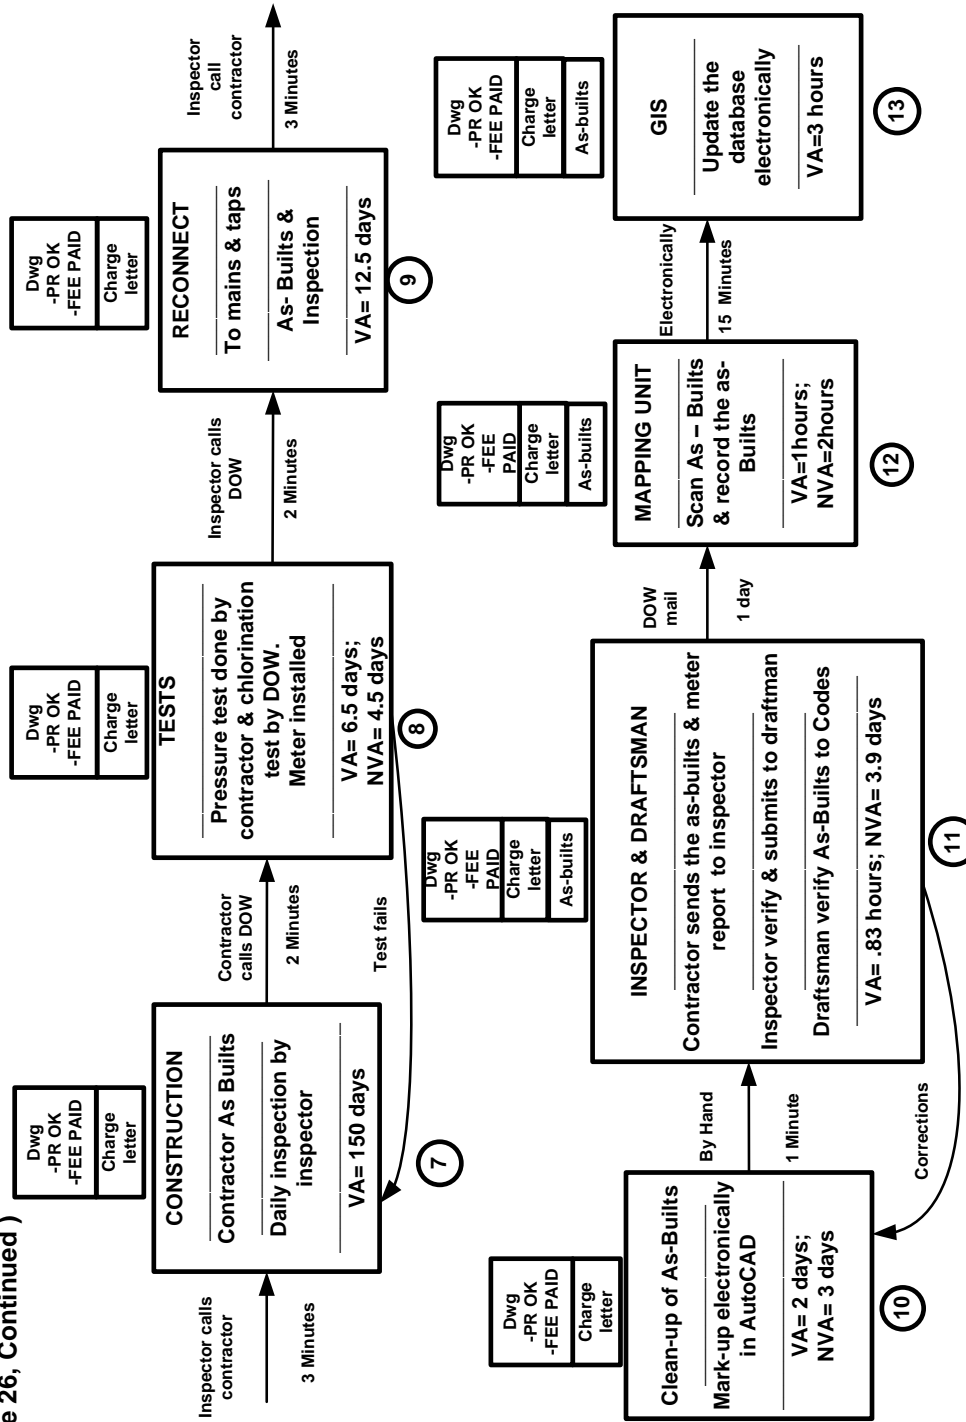 e 26, Continued )
Inspector calls
contractor
3 Minutes
Dwg
-PR OK
-FEE PAID
Charge
letter
CONSTRUCTION
Contractor As Builts
Daily inspection by
inspector
VA= 150 days
7
Contractor
calls DOW
2 Minutes
Test fails
Dwg
-PR OK
-FEE PAID
Charge
letter
TESTS
Pressure test done by
contractor & chlorination
test by DOW.
Meter installed
VA= 6.5 days;
NVA= 4.5 days
8
Inspector calls
DOW
2 Minutes
Dwg
-PR OK
-FEE PAID
Charge
letter
RECONNECT
To mains & taps
As- Builts &
Inspection
VA= 12.5 days
9
Inspector
call
contractor
3 Minutes
Dwg
-PR OK
-FEE PAID
Charge
letter
Clean-up of As-Builts
Mark-up electronically
in AutoCAD
VA= 2 days;
NVA= 3 days
10
By Hand
1 Minute
Corrections
Dwg
-PR OK
-FEE
PAID
Charge
letter
As-builts
INSPECTOR & DRAFTSMAN
Contractor sends the as-builts & meter
report to inspector
Inspector verify & submits to draftman
Draftsman verify As-Builts to Codes
VA= .83 hours; NVA= 3.9 days
11
DOW
mail
1 day
Dwg
-PR OK
-FEE
PAID
Charge
letter
As-builts
MAPPING UNIT
Scan As – Builts
& record the as-
Builts
VA=1hours;
NVA=2hours
12
Electronically
15 Minutes
Dwg
-PR OK
-FEE PAID
Charge
letter
As-builts
GIS
Update the
database
electronically
VA=3 hours
13